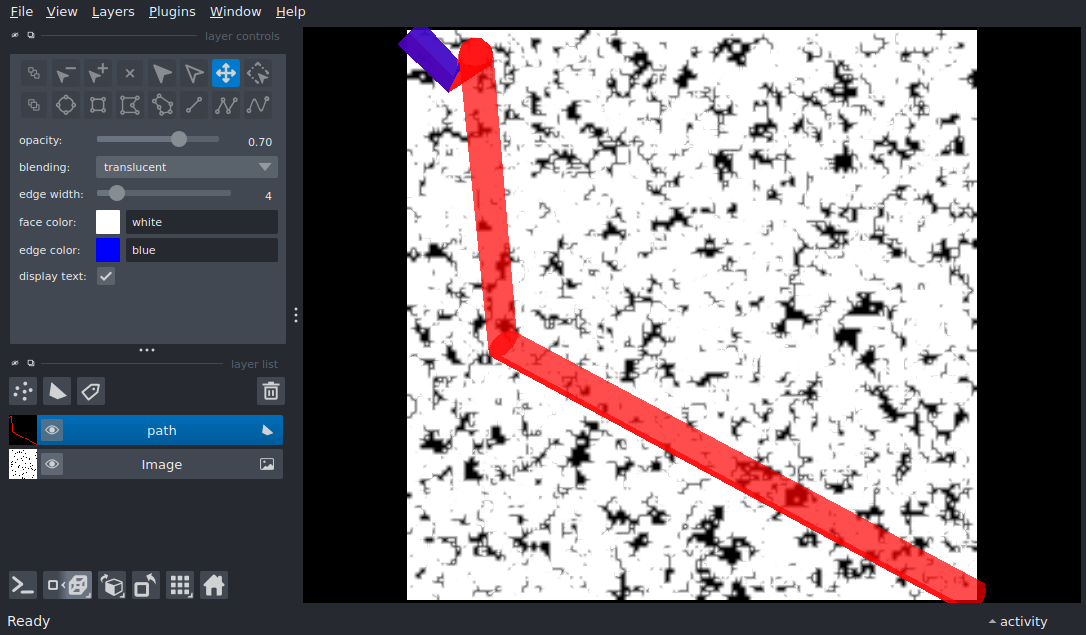 File View Layers Plugins Window Help
layer controls
opacity: 0.70
blending: translucent
edge width: 4
face color: white
edge color: blue
display text:
layer list
path
Image
Ready
activity